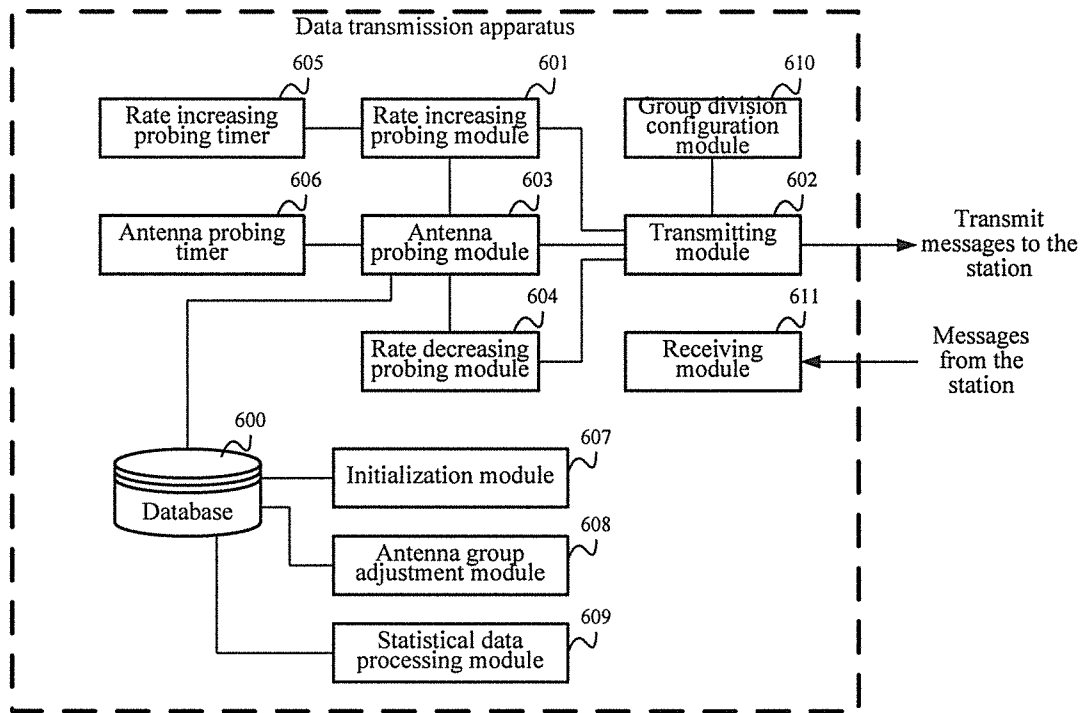 Data transmission apparatus
605
601
610
Rate increasing
probing timer
Rate increasing
probing module
Group division
configuration
module
606
603
602
Antenna probing
timer
Antenna
probing module
Transmitting
module
Transmit
messages to the
station
604
611
Rate decreasing
probing module
Receiving
module
Messages
from the
station
600
607
Database
Initialization module
608
Antenna group
adjustment module
609
Statistical data
processing module